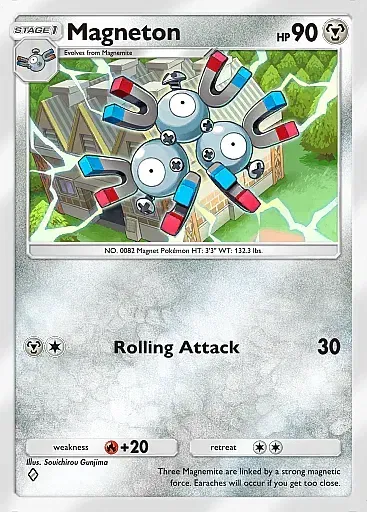 STAGE 1
Magneton
HP 90
Evolves from Magnemite
NO. 0082 Magnet Pokémon HT: 3'3" WT: 132.3 lbs.
Rolling Attack 30
weakness +20 retreat
Illus. Souichirou Gunjima
Three Magnemite are linked by a strong magnetic
force. Earaches will occur if you get too close.